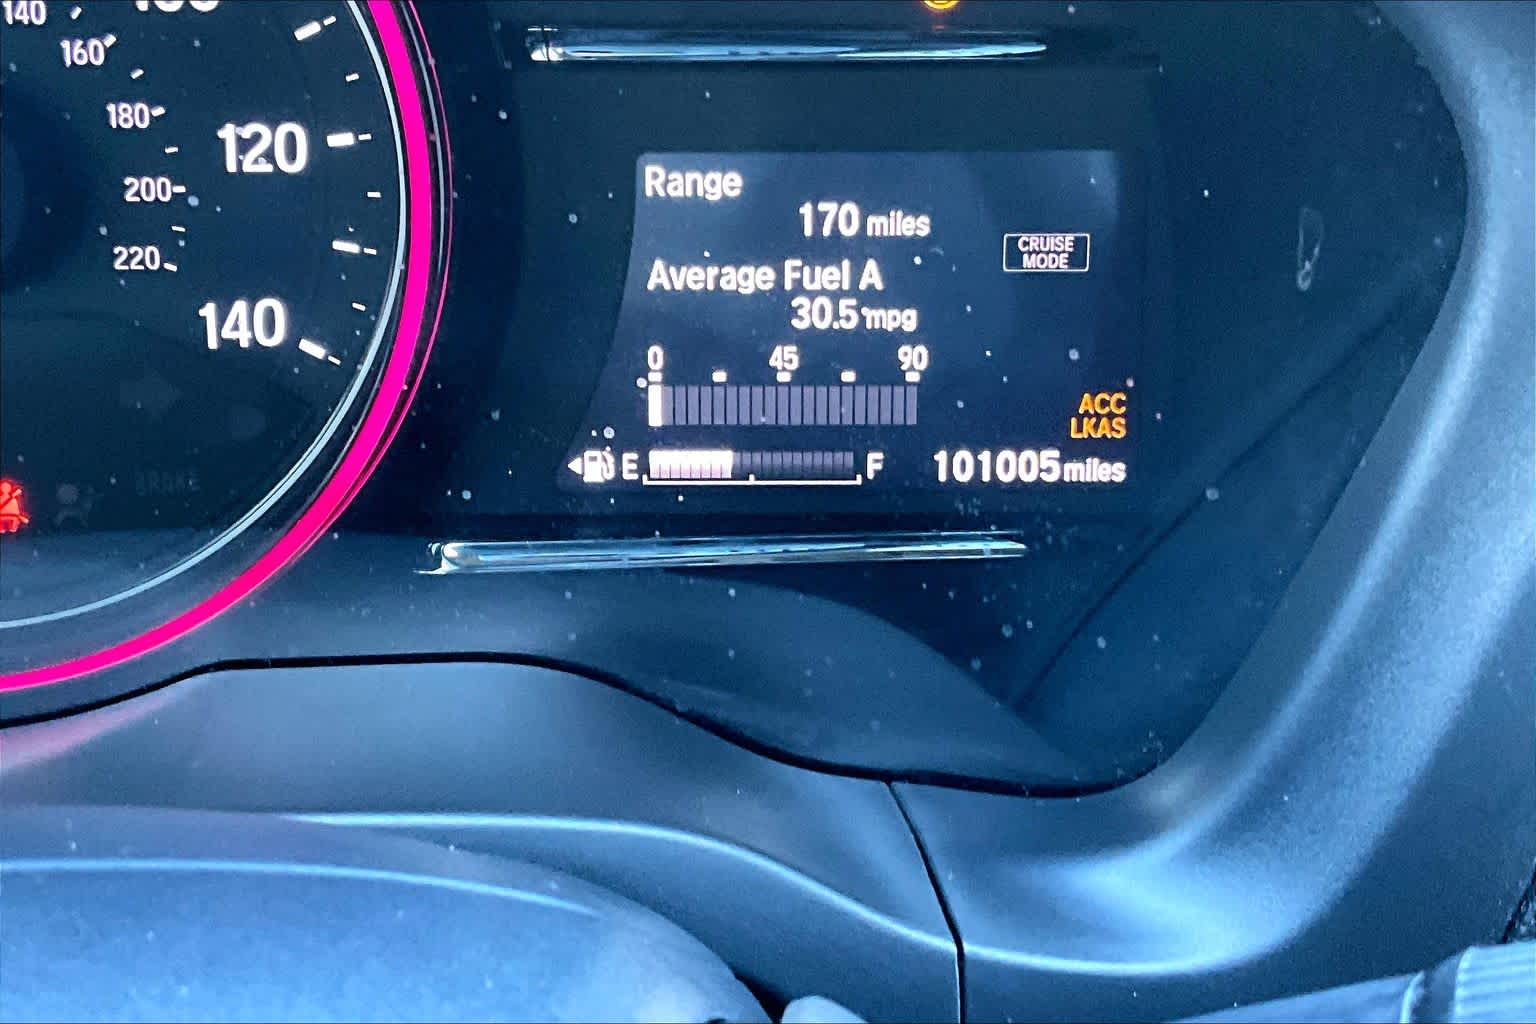 140
160
180
120
200
220
140
Range
170 miles
CRUISE
MODE
Average Fuel A
30.5 mpg
0 45 90
ACC
LKAS
E F 101005 miles
BRAKE